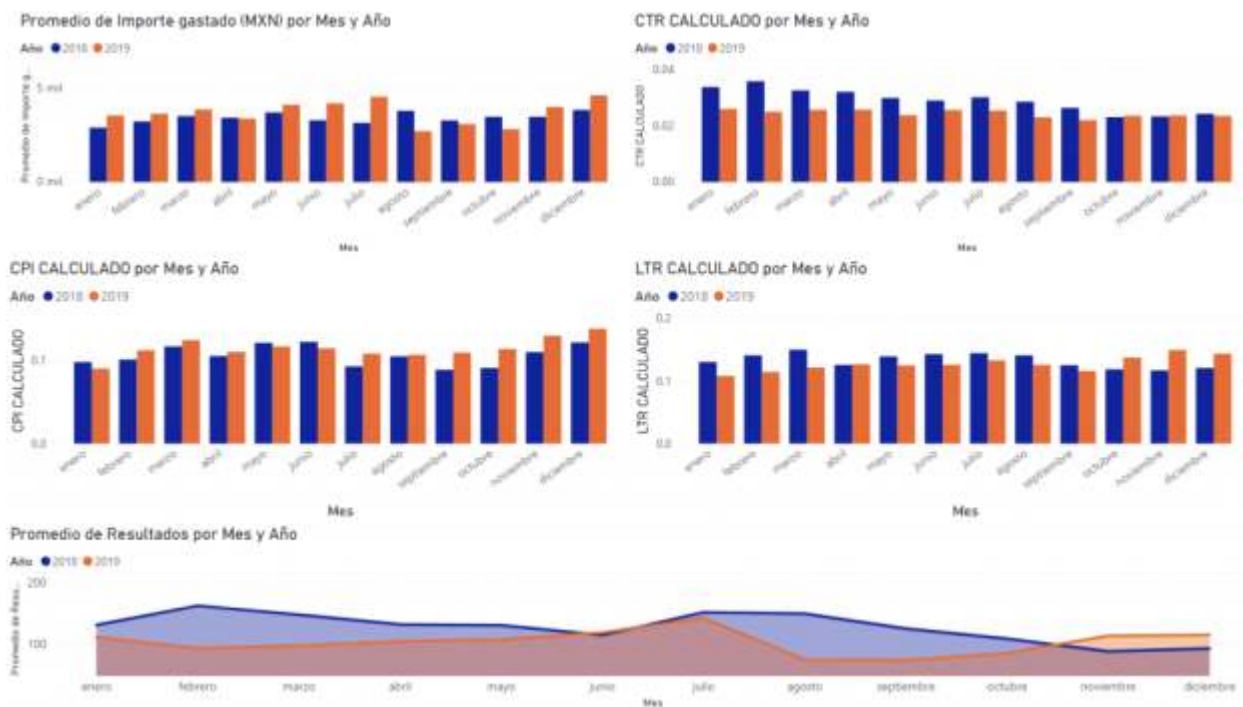 Promedio de Importe gastado (MXN) por Mes y Año
Año 2018 2019
Promedio de Importe g...
5 mil
0 mil
enero febrero marzo abril mayo junio julio agosto septiembre octubre noviembre diciembre
Mes
CTR CALCULADO por Mes y Año
Año 2018 2019
CTR CALCULADO
0.04
0.02
0.00
enero febrero marzo abril mayo junio julio agosto septiembre octubre noviembre diciembre
Mes
CPI CALCULADO por Mes y Año
Año 2018 2019
CPI CALCULADO
0.1
0.0
enero febrero marzo abril mayo junio julio agosto septiembre octubre noviembre diciembre
Mes
LTR CALCULADO por Mes y Año
Año 2018 2019
LTR CALCULADO
0.2
0.1
0.0
enero febrero marzo abril mayo junio julio agosto septiembre octubre noviembre diciembre
Mes
Promedio de Resultados por Mes y Año
Año 2018 2019
Promedio de Resu...
200
100
enero febrero marzo abril mayo junio julio agosto septiembre octubre noviembre diciembre
Mes